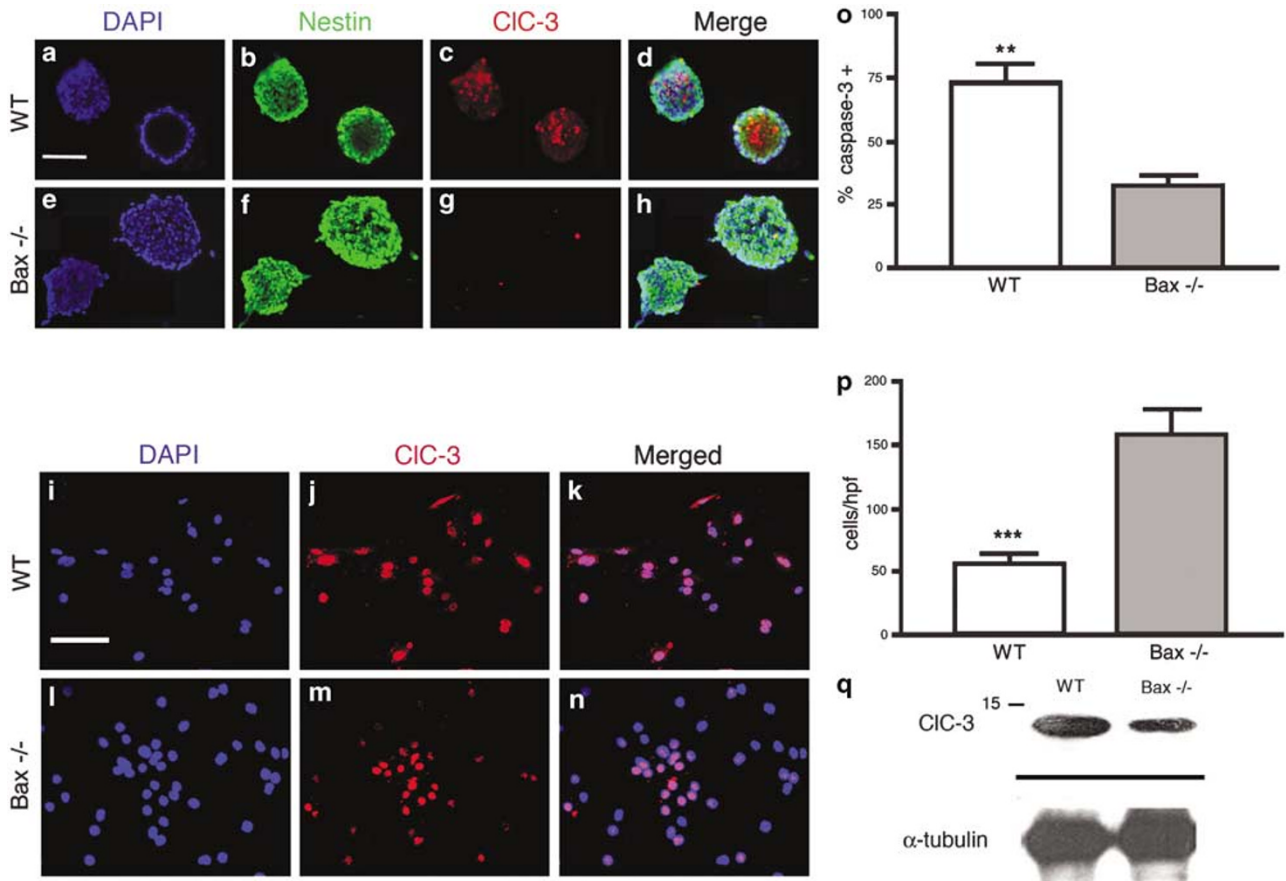 DAPI Nestin ClC-3 Merge
WT
a b c d
Bax -/-
e f g h
DAPI ClC-3 Merged
WT
i j k
Bax -/-
l m n
o
% caspase-3 +
100
75
50
25
0
**
WT Bax -/-
p
cells/hpf
200
150
100
50
0
***
WT Bax -/-
q
WT Bax -/-
15
ClC-3
α-tubulin